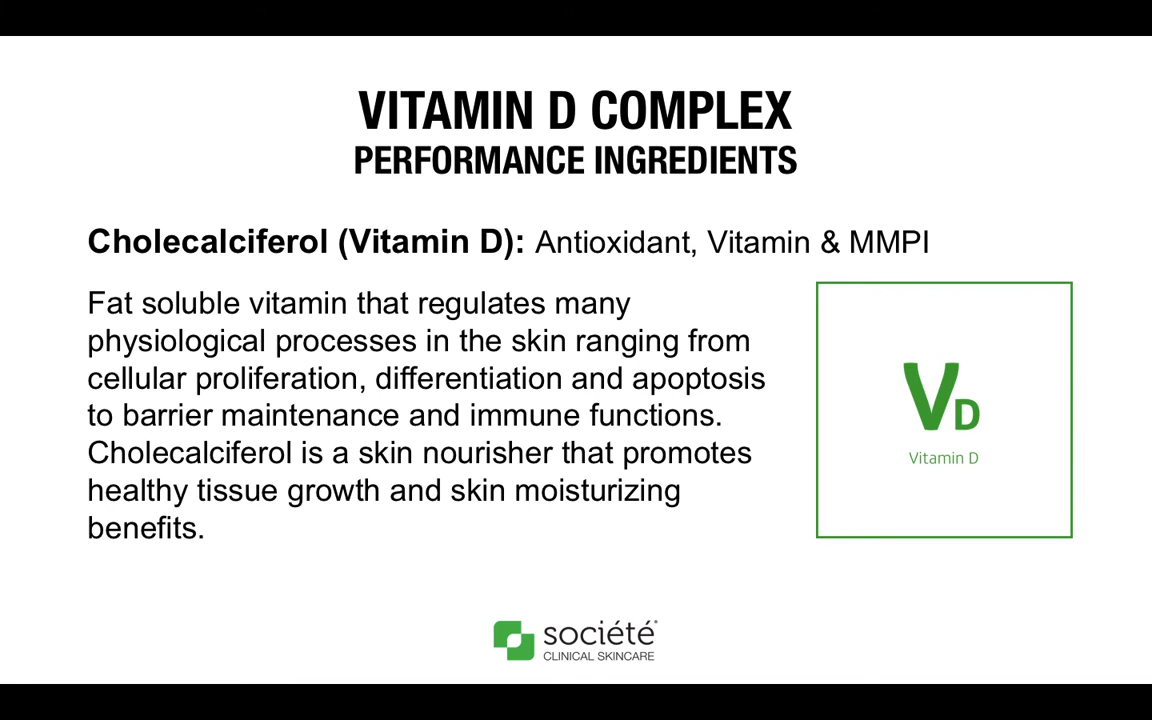 VITAMIN D COMPLEX
PERFORMANCE INGREDIENTS
Cholecalciferol (Vitamin D): Antioxidant, Vitamin & MMPI
Fat soluble vitamin that regulates many
physiological processes in the skin ranging from
cellular proliferation, differentiation and apoptosis
to barrier maintenance and immune functions.
Cholecalciferol is a skin nourisher that promotes
healthy tissue growth and skin moisturizing
benefits.
VD
Vitamin D
société®
CLINICAL SKINCARE